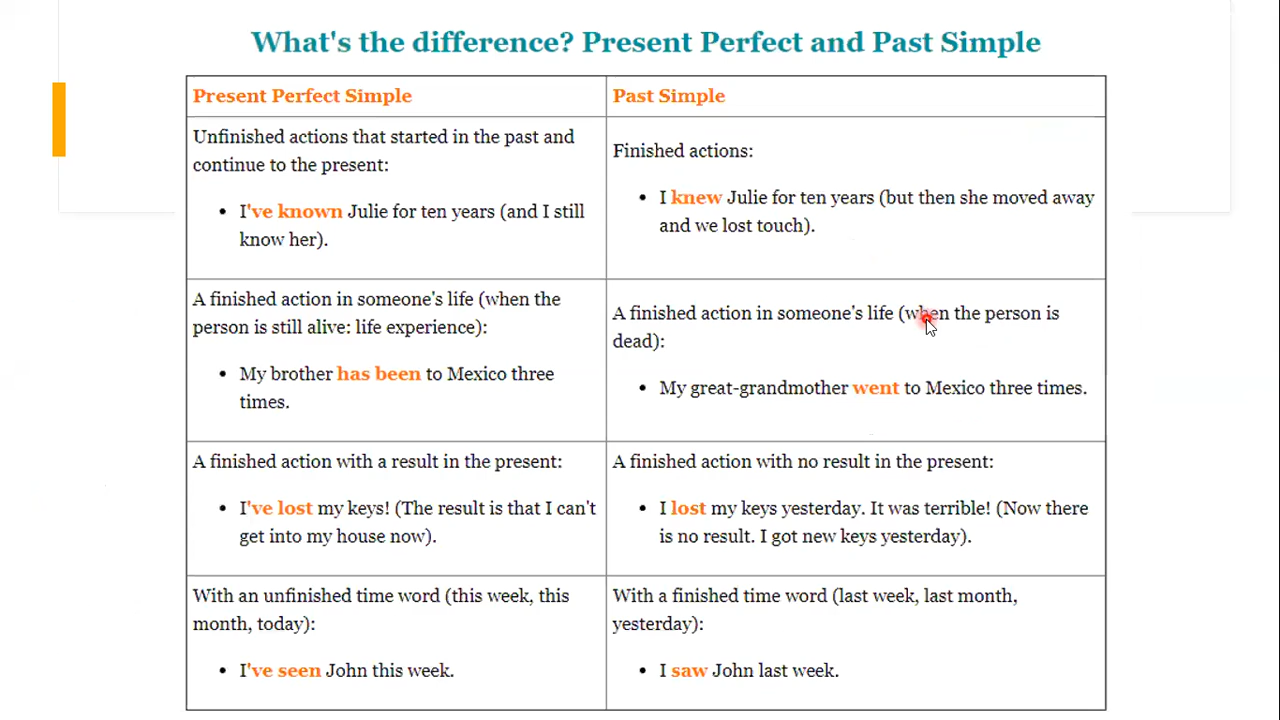 What's the difference? Present Perfect and Past Simple
Present Perfect Simple
Past Simple
Unfinished actions that started in the past and
continue to the present:
• I've known Julie for ten years (and I still
know her).
Finished actions:
• I knew Julie for ten years (but then she moved away
and we lost touch).
A finished action in someone's life (when the
person is still alive: life experience):
• My brother has been to Mexico three
times.
A finished action in someone's life (when the person is
dead):
• My great-grandmother went to Mexico three times.
A finished action with a result in the present:
• I've lost my keys! (The result is that I can't
get into my house now).
A finished action with no result in the present:
• I lost my keys yesterday. It was terrible! (Now there
is no result. I got new keys yesterday).
With an unfinished time word (this week, this
month, today):
• I've seen John this week.
With a finished time word (last week, last month,
yesterday):
• I saw John last week.